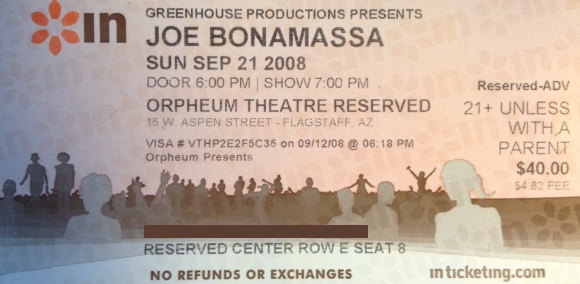 in
GREENHOUSE PRODUCTIONS PRESENTS
JOE BONAMASSA
SUN SEP 21 2008
DOOR 6:00 PM | SHOW 7:00 PM
ORPHEUM THEATRE RESERVED
15 W. ASPEN STREET - FLAGSTAFF, AZ
VISA # VTHP2E2F5C35 on 09/12/08 @ 06:18 PM
Orpheum Presents
Reserved-ADV
21+ UNLESS
WITH A
PARENT
$40.00
$4.82 FEE
RESERVED CENTER ROW E SEAT 8
NO REFUNDS OR EXCHANGES
inticketing.com